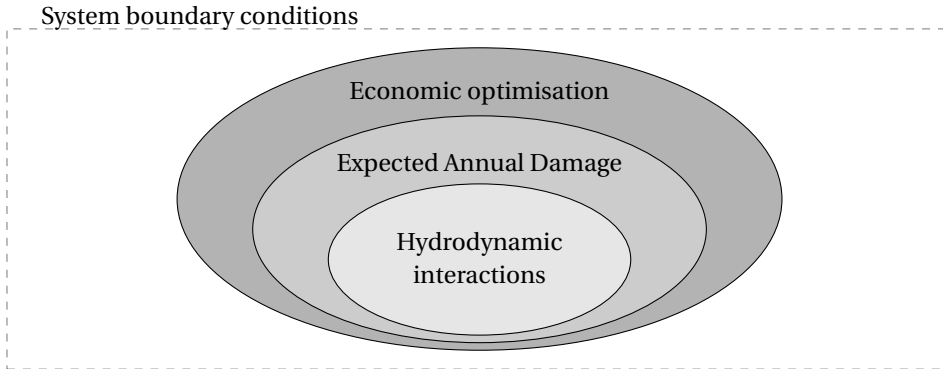 System boundary conditions
Economic optimisation
Expected Annual Damage
Hydrodynamic
interactions